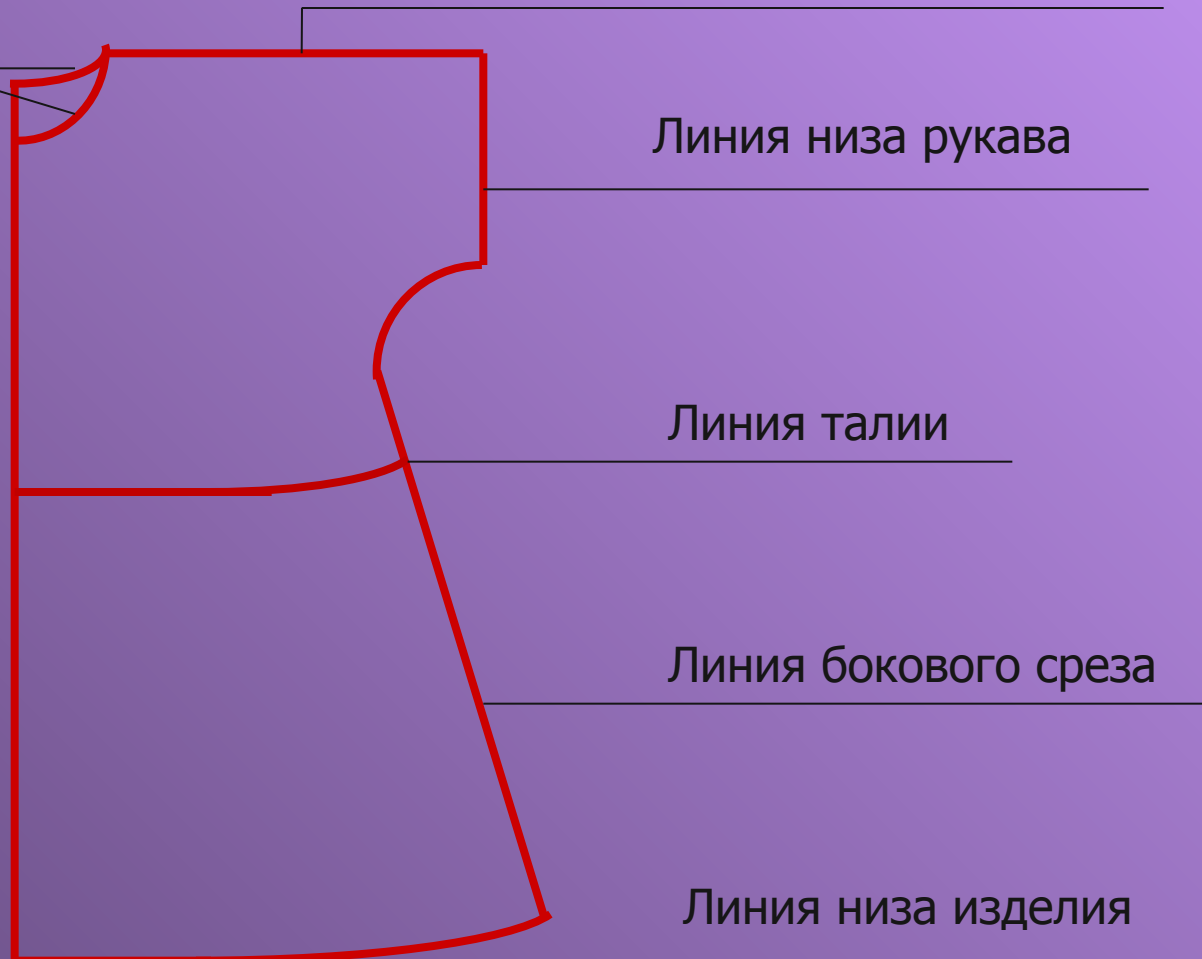 Линия низа рукава
Линия талии
Линия бокового среза
Линия низа изделия